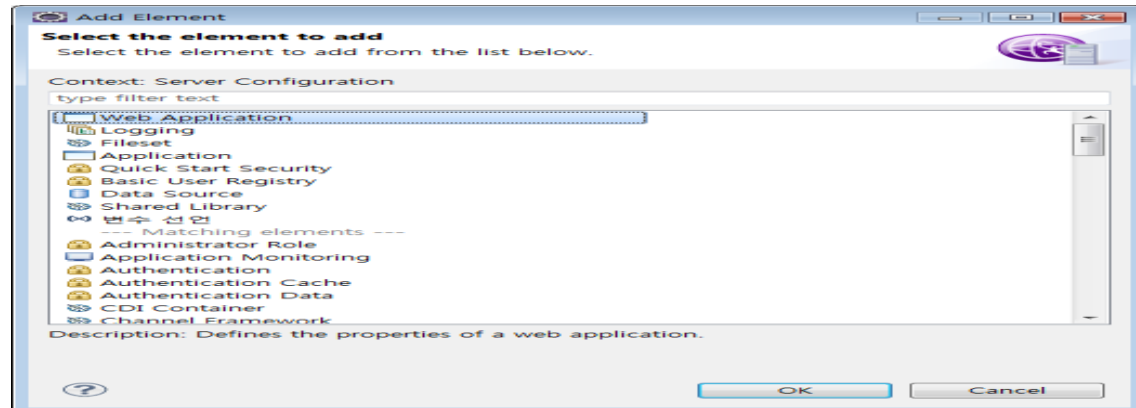 Add Element
Select the element to add
Select the element to add from the list below.
Context: Server Configuration
type filter text
Web Application
Logging
Fileset
Application
Quick Start Security
Basic User Registry
Data Source
Shared Library
변수 선언
--- Matching elements ---
Administrator Role
Application Monitoring
Authentication
Authentication Cache
Authentication Data
CDI Container
Channel Framework
Description: Defines the properties of a web application.
OK Cancel